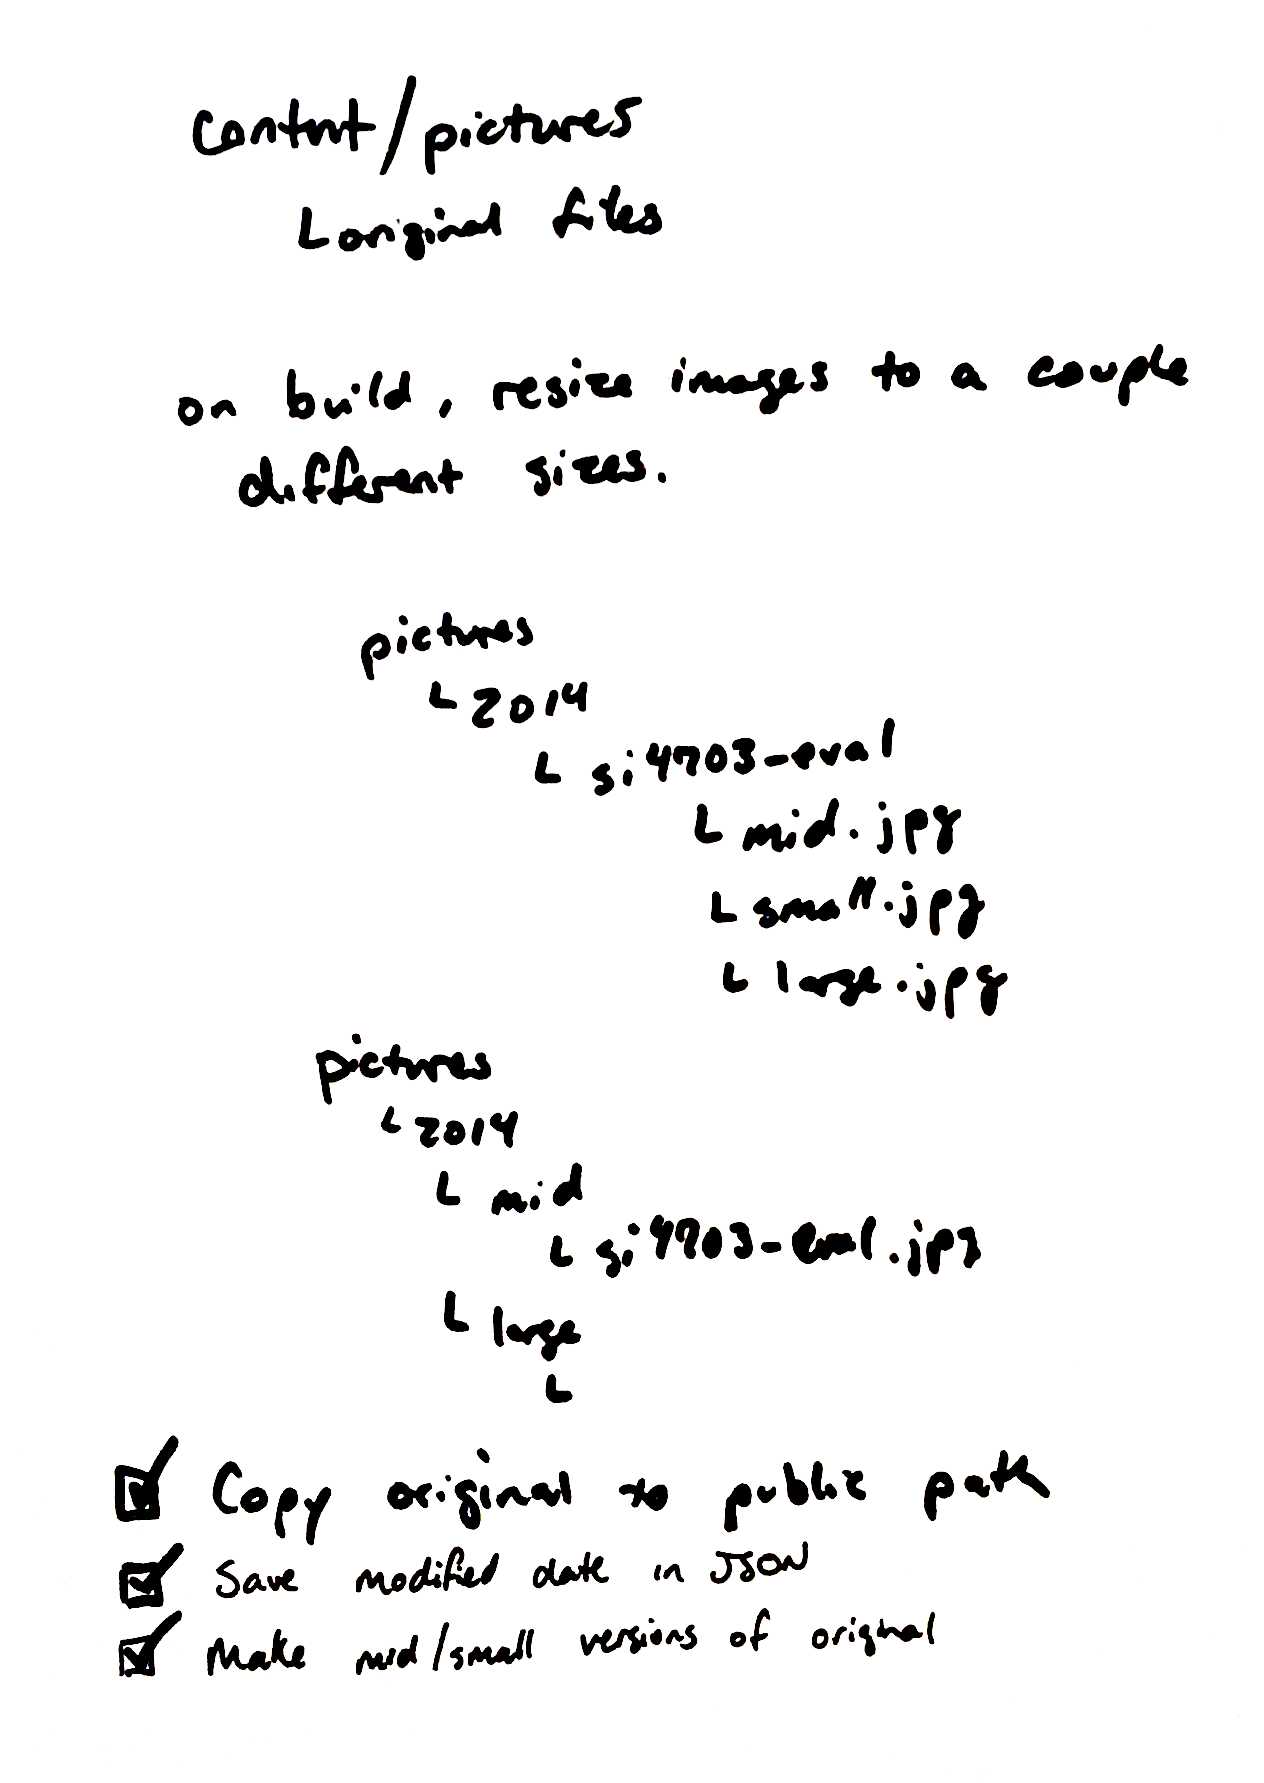 content/pictures
└ original files
on build, resize images to a couple
different sizes.
pictures
└ 2014
└ si4703-eval
└ mid.jpg
└ small.jpg
└ large.jpg
pictures
└ 2014
└ mid
└ si4703-eval.jpg
└ large
└
☑ Copy original to public path
☑ Save modified date in JSON
☑ Make mid/small versions of original